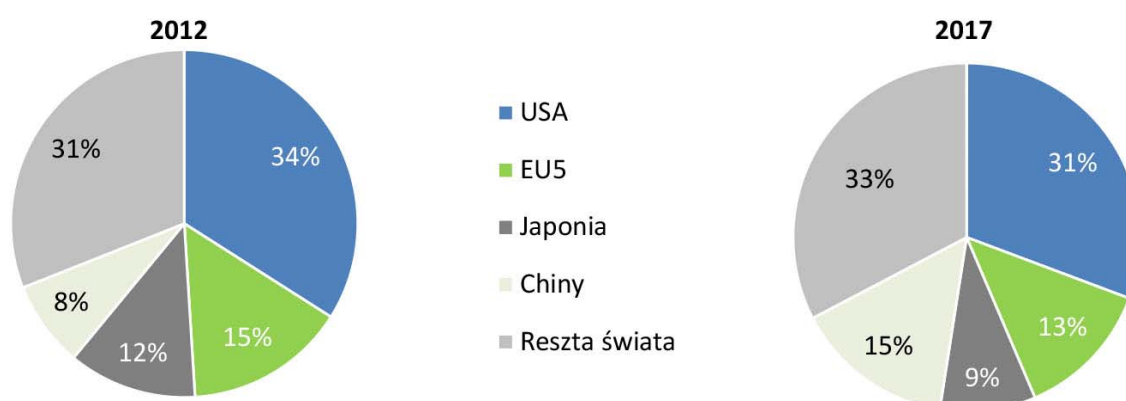 2012
31%
34%
8%
12%
15%
USA
EU5
Japonia
Chiny
Reszta świata
2017
33%
31%
15%
9%
13%